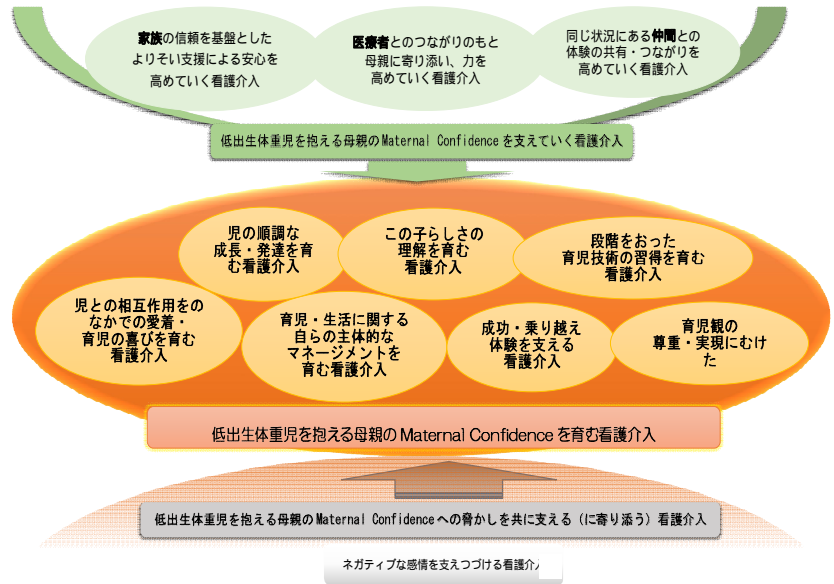 家族の信頼を基盤とした
よりそい支援による安心を
高めていく看護介入
医療者とのつながりのもと
母親に寄り添い、力を
高めていく看護介入
同じ状況にある仲間との
体験の共有・つながりを
高めていく看護介入
低出生体重児を抱える母親のMaternal Confidenceを支えていく看護介入
児の順調な
成長・発達を育
む看護介入
この子らしさの
理解を育む
看護介入
段階をおった
育児技術の習得を育む
看護介入
児との相互作用をの
なかでの愛着・
育児の喜びを育む
看護介入
育児・生活に関する
自らの主体的な
マネージメントを
育む看護介入
成功・乗り越え
体験を支える
看護介入
育児観の
尊重・実現にむけ
た
低出生体重児を抱える母親の Maternal Confidence を育む看護介入
低出生体重児を抱える母親のMaternal Confidenceへの脅かしを共に支える（に寄り添う）看護介入
ネガティブな感情を支えつづける看護介